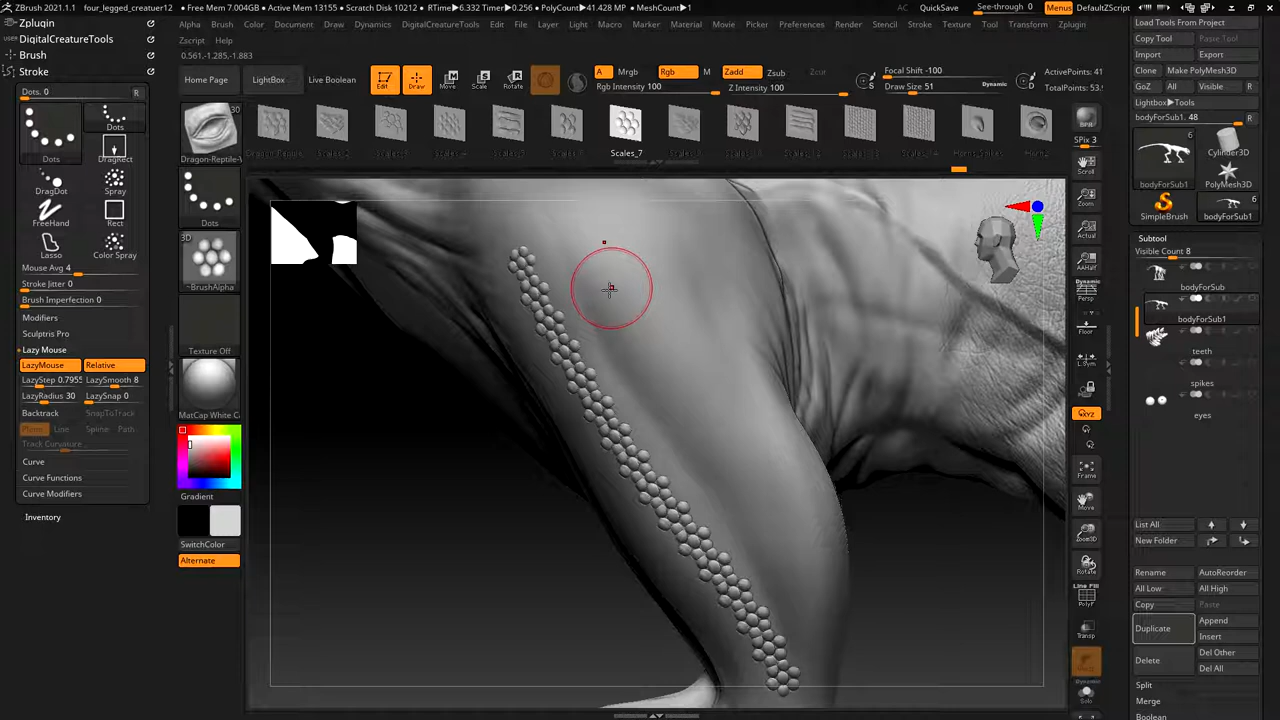 ZBrush 2021.1.1
four_legged_creatuer12
• Free Mem 7.004GB • Active Mem 13155 • Scratch Disk 10212 • RTime▶6.332 Timer▶0.256 • PolyCount▶41.428 MP • MeshCount▶1
AC
QuickSave
See-through 0
Menus
DefaultZScript
Zplugin
Alpha
Brush
Color
Document
Draw
Dynamics
DigitalCreatureTools
Edit
File
Layer
Light
Macro
Marker
Material
Movie
Picker
Preferences
Render
Stencil
Stroke
Texture
Tool
Transform
Zplugin
Zscript
Help
DigitalCreatureTools
Brush
Stroke
0.561,-1.285,-1.883
Dots. 0
R
Dots
Dots
DragRect
DragDot
Spray
FreeHand
Rect
Lasso
Color Spray
Mouse Avg 4
Stroke Jitter 0
Brush Imperfection 0
Modifiers
Sculptris Pro
Lazy Mouse
LazyMouse
Relative
LazyStep 0.7955
LazySmooth 8
LazyRadius 30
LazySnap 0
Backtrack
SnapToTrack
Plane
Line
Spline
Path
Track Curvature
Curve
Curve Functions
Curve Modifiers
Inventory
Home Page
LightBox
Live Boolean
Edit
Draw
Move
Scale
Rotate
A
Mrgb
Rgb
M
Rgb Intensity 100
Zadd
Zsub
Zcut
Z Intensity 100
S
Focal Shift -100
Draw Size 51
Dynamic
D
ActivePoints: 41
TotalPoints: 53.
Scales_7
30
Dragon-Reptile-V
Dots
3D
~BrushAlpha
Texture Off
MatCap White C
Gradient
SwitchColor
Alternate
BPR
SPix 3
Scroll
Zoom
Actual
AAHalf
Persp
Floor
L.Sym
XYZ
Frame
Move
Zoom3D
Rotate
Line Fill
PolyF
Transp
Dynamic
Solo
Load Tools From Project
Copy Tool
Paste Tool
Import
Export
Clone
Make PolyMesh3D
GoZ
All
Visible
R
Lightbox▶Tools
bodyForSub1. 48
R
6
bodyForSub1
Cylinder3D
PolyMesh3D
SimpleBrush
6
bodyForSub1
Subtool
Visible Count 8
bodyForSub
bodyForSub1
teeth
spikes
eyes
List All
New Folder
Rename
AutoReorder
All Low
All High
Copy
Paste
Duplicate
Append
Insert
Delete
Del Other
Del All
Split
Merge
Boolean